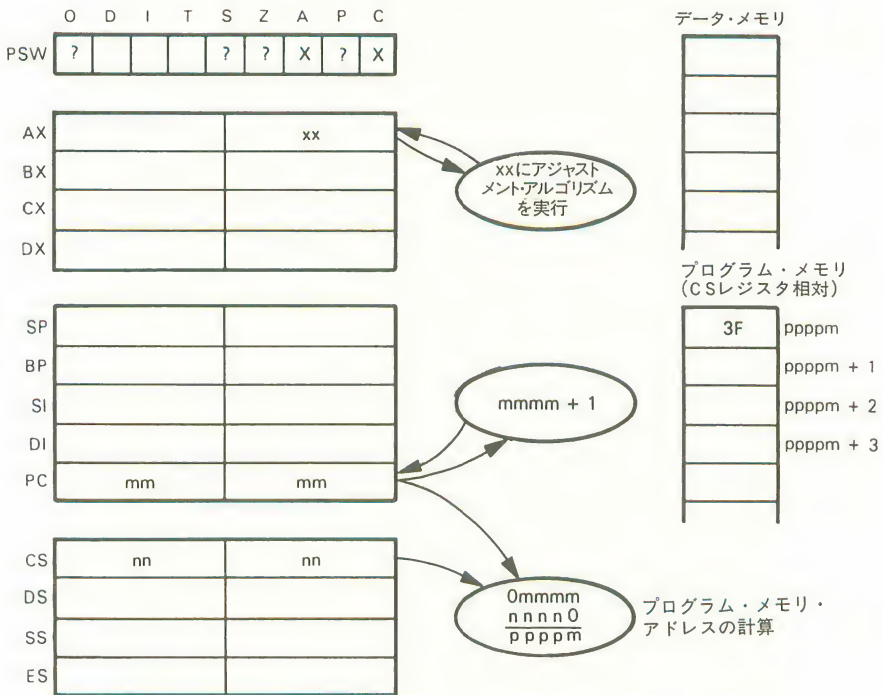 O D I T S Z A P C
PSW ? ? ? X ? X
データ・メモリ
AX xx
BX
CX
DX
xxにアジャスト
メント・アルゴリズム
を実行
プログラム・メモリ
(CSレジスタ相対)
SP
BP
SI
DI
PC mm mm
mmmm + 1
3F ppppm
ppppm + 1
ppppm + 2
ppppm + 3
CS nn nn
DS
SS
ES
0mmmm
nnnn0
ppppm
プログラム・メモリ・
アドレスの計算